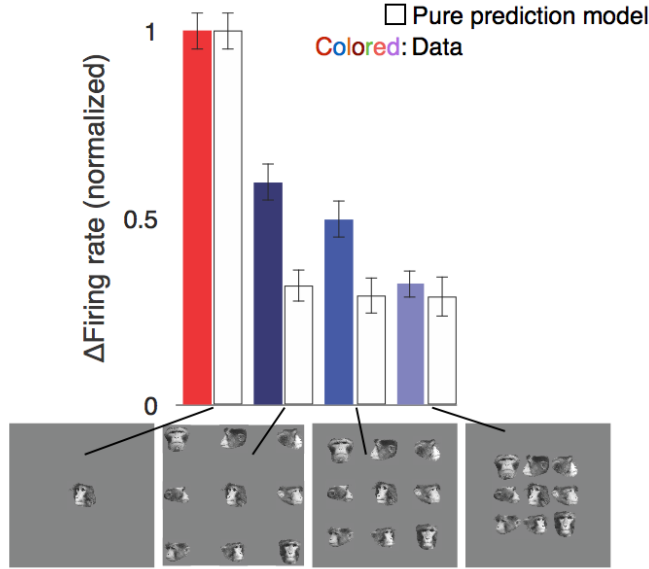 Pure prediction model
Colored: Data
ΔFiring rate (normalized)
1
0.5
0